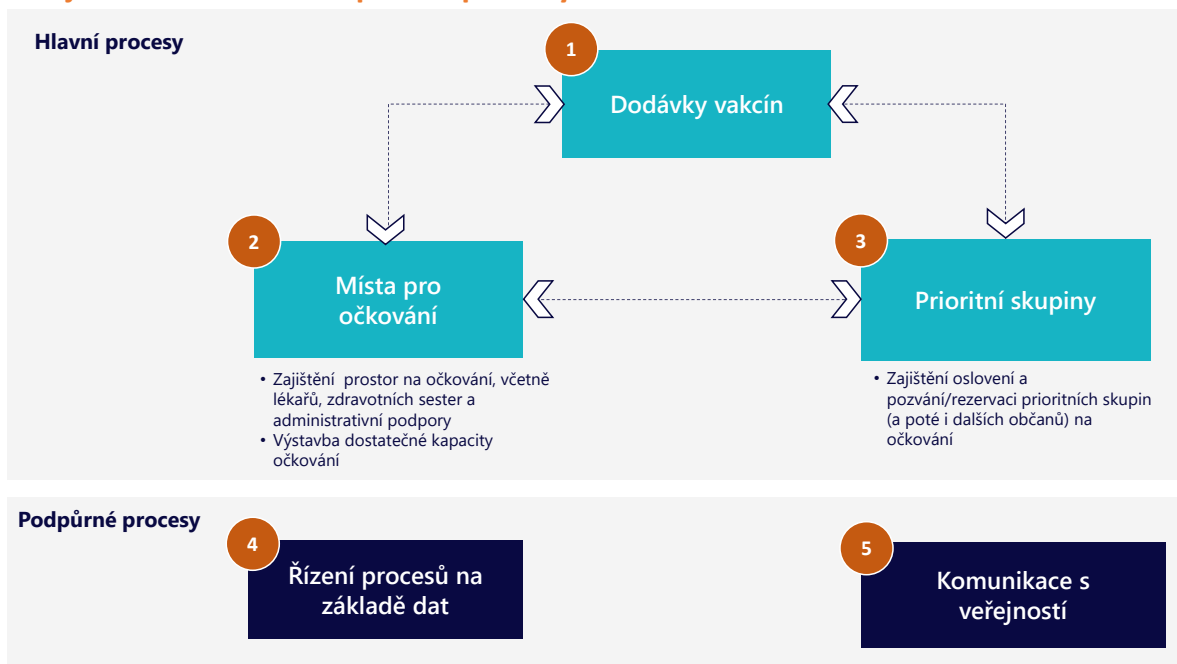 Hlavní procesy
1
Dodávky vakcín
2
Místa pro
očkování
3
Prioritní skupiny
• Zajištění prostor na očkování, včetně
lékařů, zdravotních sester a
administrativní podpory
• Výstavba dostatečné kapacity
očkování
• Zajištění oslovení a
pozvání/rezervaci prioritních skupin
(a poté i dalších občanů) na
očkování
Podpůrné procesy
4
Řízení procesů na
základě dat
5
Komunikace s
veřejností